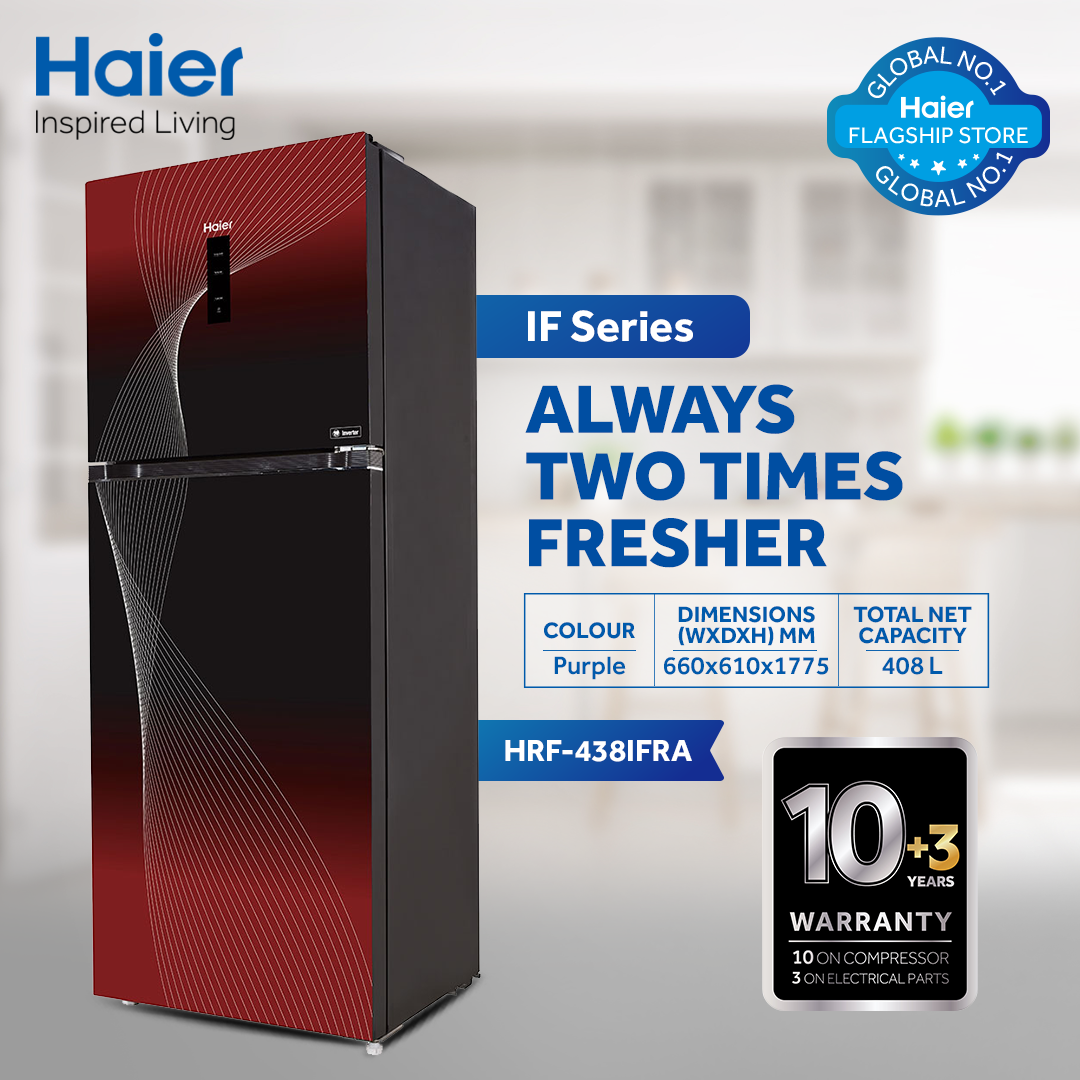 Haier
Inspired Living
GLOBAL NO.1
Haier
FLAGSHIP STORE
GLOBAL NO.1
Haier
Inverter
IF Series
ALWAYS
TWO TIMES
FRESHER
COLOUR
Purple
DIMENSIONS
(WXDXH) MM
660x610x1775
TOTAL NET
CAPACITY
408 L
HRF-438IFRA
10+3
YEARS
WARRANTY
10 ON COMPRESSOR
3 ON ELECTRICAL PARTS